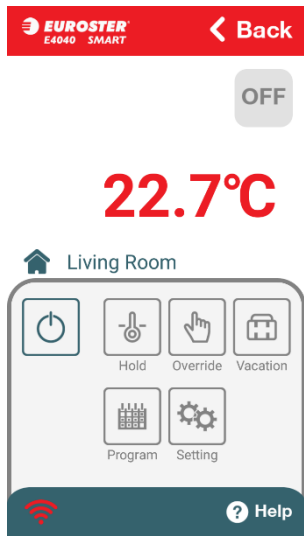 EUROSTER
E4040 SMART
Back
OFF
22.7°C
Living Room
Hold
Override
Vacation
Program
Setting
? Help